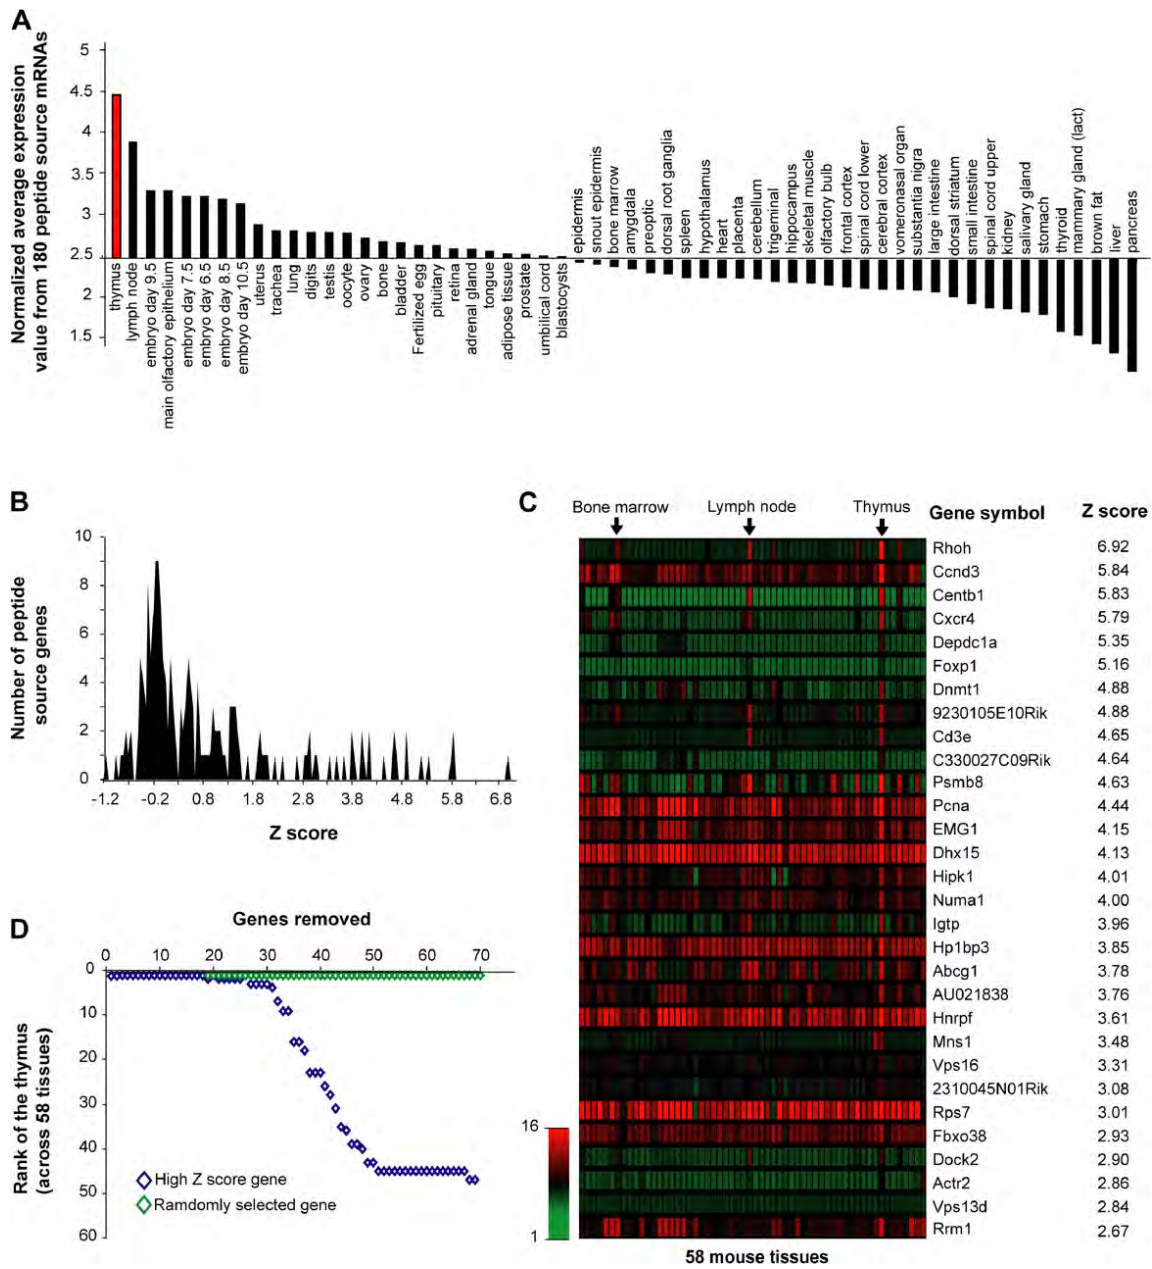 A
Normalized average expression
value from 180 peptide source mRNAs
5
4.5
4
3.5
3
2.5
2
1.5
thymus
lymph node
embryo day 9.5
main olfactory epithelium
embryo day 7.5
embryo day 6.5
embryo day 8.5
embryo day 10.5
uterus
trachea
lung
digits
testis
oocyte
ovary
bone
bladder
Fertilized egg
pituitary
retina
adrenal gland
tongue
adipose tissue
prostate
umbilical cord
blastocysts
epidermis
snout epidermis
bone marrow
amygdala
preoptic
dorsal root ganglia
spleen
hypothalamus
heart
placenta
cerebellum
trigeminal
hippocampus
skeletal muscle
olfactory bulb
frontal cortex
spinal cord lower
cerebral cortex
vomeronasal organ
substantia nigra
large intestine
dorsal striatum
small intestine
spinal cord upper
kidney
salivary gland
stomach
thyroid
mammary gland (lact)
brown fat
liver
pancreas
B
Number of peptide
source genes
10
8
6
4
2
0
-1.2 -0.2 0.8 1.8 2.8 3.8 4.8 5.8 6.8
Z score
C
Bone marrow Lymph node Thymus Gene symbol Z score
Rhoh 6.92
Ccnd3 5.84
Centb1 5.83
Cxcr4 5.79
Depdc1a 5.35
Foxp1 5.16
Dnmt1 4.88
9230105E10Rik 4.88
Cd3e 4.65
C330027C09Rik 4.64
Psmb8 4.63
Pcna 4.44
EMG1 4.15
Dhx15 4.13
Hipk1 4.01
Numa1 4.00
Igtp 3.96
Hp1bp3 3.85
Abcg1 3.78
AU021838 3.76
Hnrpf 3.61
Mns1 3.48
Vps16 3.31
2310045N01Rik 3.08
Rps7 3.01
Fbxo38 2.93
Dock2 2.90
Actr2 2.86
Vps13d 2.84
Rrm1 2.67
16
1
58 mouse tissues
D
Genes removed
0 10 20 30 40 50 60 70
Rank of the thymus
(across 58 tissues)
0
10
20
30
40
50
60
High Z score gene
Ramdomly selected gene